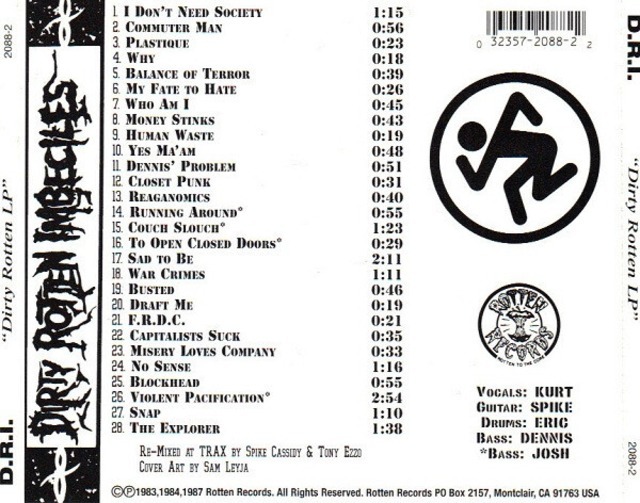 D.R.I.
"Dirty Rotten LP"
2088-2
DIRTY ROTTEN IMBECILES
1. I Don't Need Society 1:15
2. Commuter Man 0:56
3. Plastique 0:23
4. Why 0:18
5. Balance of Terror 0:39
6. My Fate to Hate 0:26
7. Who Am I 0:45
8. Money Stinks 0:43
9. Human Waste 0:19
10. Yes Ma'am 0:48
11. Dennis' Problem 0:51
12. Closet Punk 0:31
13. Reaganomics 0:40
14. Running Around* 0:55
15. Couch Slouch* 1:23
16. To Open Closed Doors* 0:29
17. Sad to Be 2:11
18. War Crimes 1:11
19. Busted 0:46
20. Draft Me 0:19
21. F.R.D.C. 0:21
22. Capitalists Suck 0:35
23. Misery Loves Company 0:33
24. No Sense 1:16
25. Blockhead 0:55
26. Violent Pacification* 2:54
27. Snap 1:10
28. The Explorer 1:38
Re-Mixed at TRAX by Spike Cassidy & Tony Ezzo
Cover Art by Sam Leyja
0 32357-2088-2 2
ROTTEN
RECORDS
ROTTEN TO THE CORE
Vocals: KURT
Guitar: SPIKE
Drums: ERIC
Bass: DENNIS
*Bass: JOSH
©℗1983,1984,1987 Rotten Records. All Rights Reserved. Rotten Records PO Box 2157, Montclair, CA 91763 USA
D.R.I.
"Dirty Rotten LP"
2088-2